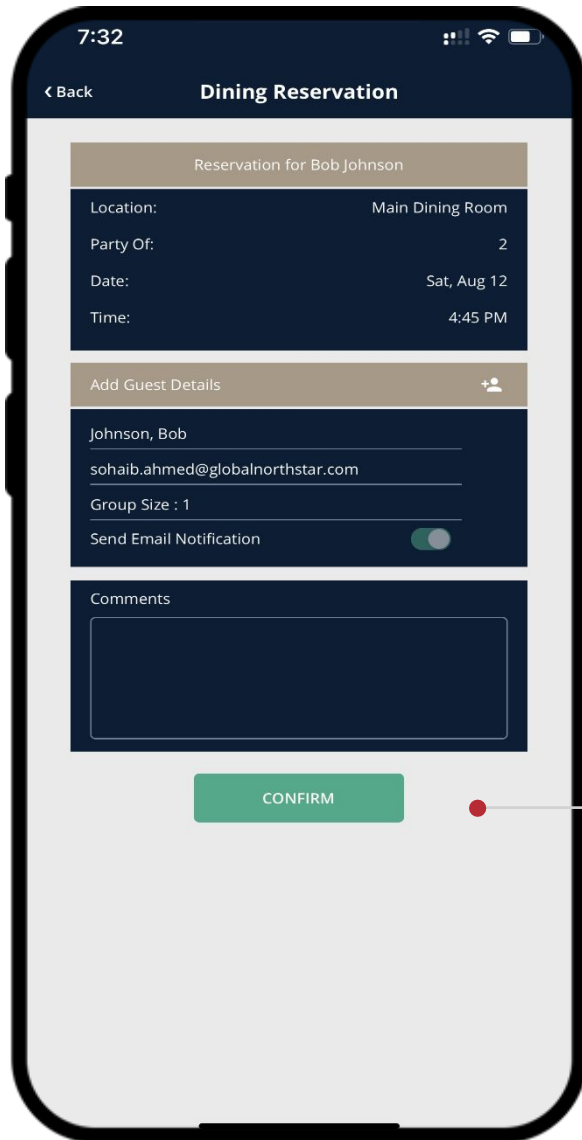 7:32
Back
Dining Reservation
Reservation for Bob Johnson
Location: Main Dining Room
Party Of: 2
Date: Sat, Aug 12
Time: 4:45 PM
Add Guest Details
Johnson, Bob
sohaib.ahmed@globalnorthstar.com
Group Size : 1
Send Email Notification
Comments
CONFIRM